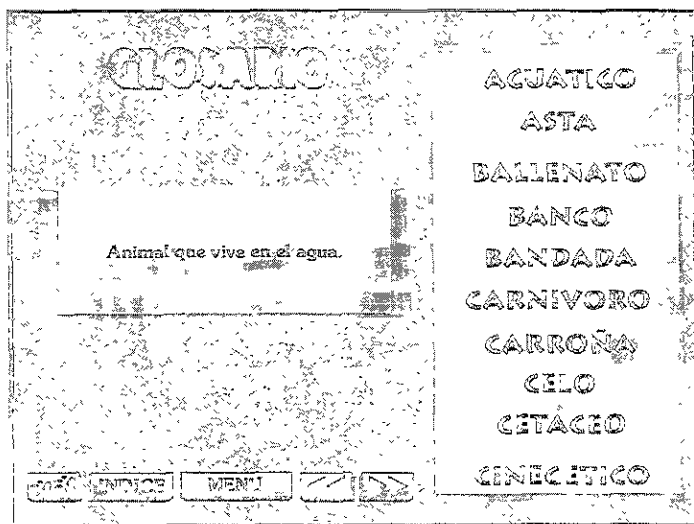 GLOSARIO
Animal que vive en el agua.
INDICE
MENU
<<
>>
ACUATICO
ASTA
BALLENATO
BANCO
BANDADA
CARNIVORO
CARROÑA
CELO
CETÁCEO
CINEGETICO